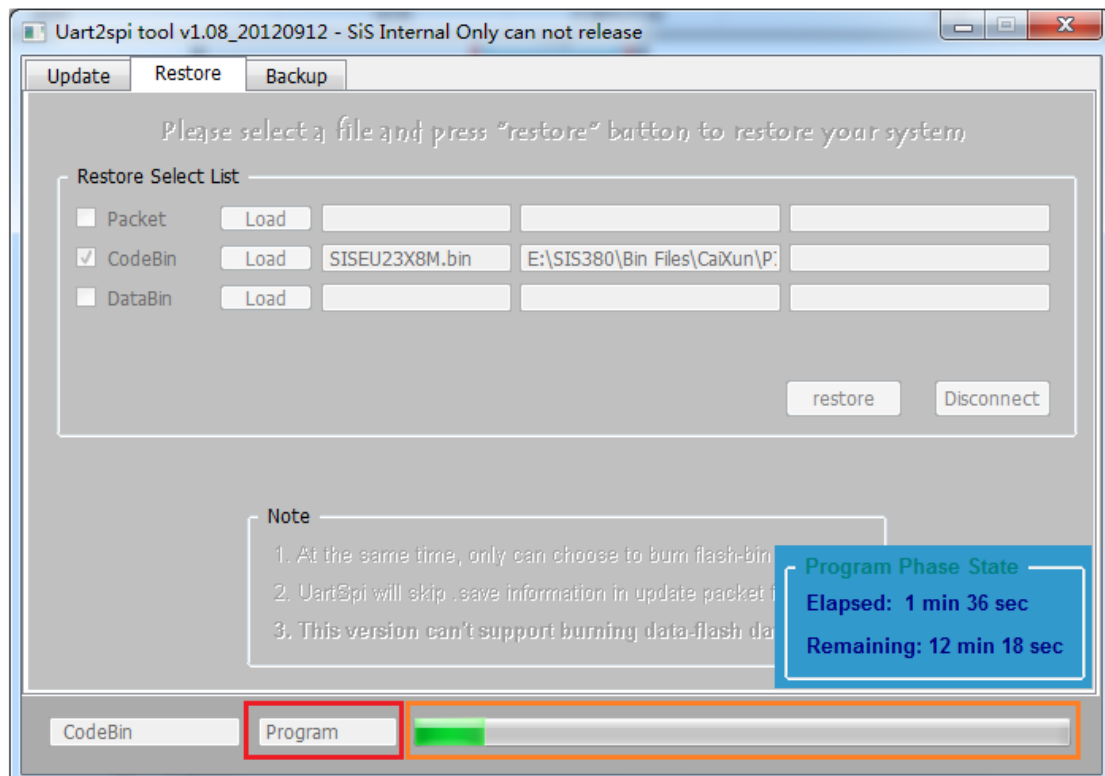 Uart2spi tool v1.08_20120912 - SiS Internal Only can not release
Update Restore Backup
Please select a file and press "restore" button to restore your system
Restore Select List
Packet Load
CodeBin Load SISEU23X8M.bin E:\SIS380\Bin Files\CaiXun\P
DataBin Load
restore Disconnect
Note
1. At the same time, only can choose to burn flash-bin
2. UartSpi will skip .save information in update packet
3. This version can't support burning data-flash
Program Phase State
Elapsed: 1 min 36 sec
Remaining: 12 min 18 sec
CodeBin Program